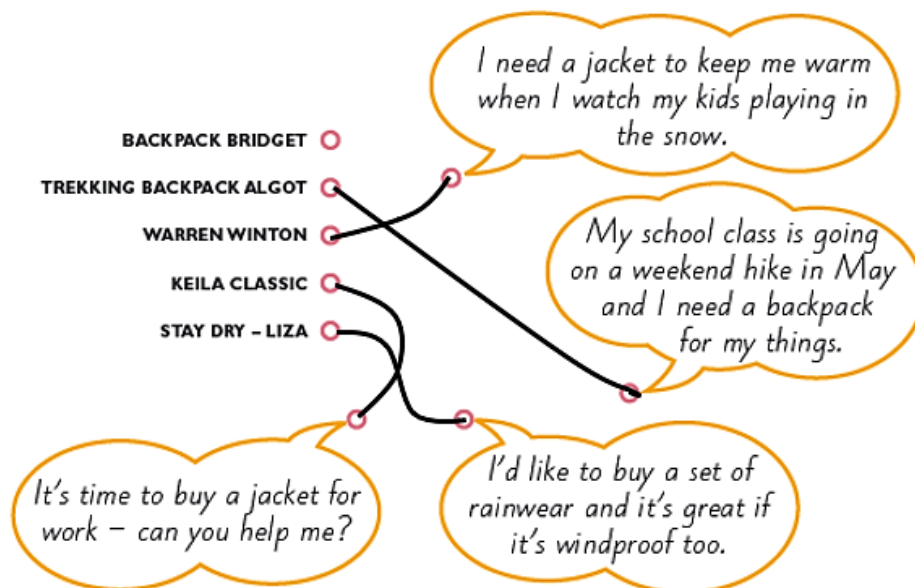 I need a jacket to keep me warm
when I watch my kids playing in
the snow.
BACKPACK BRIDGET
TREKKING BACKPACK ALGOT
WARREN WINTON
KEILA CLASSIC
STAY DRY – LIZA
My school class is going
on a weekend hike in May
and I need a backpack
for my things.
It's time to buy a jacket for
work – can you help me?
I'd like to buy a set of
rainwear and it's great if
it's windproof too.